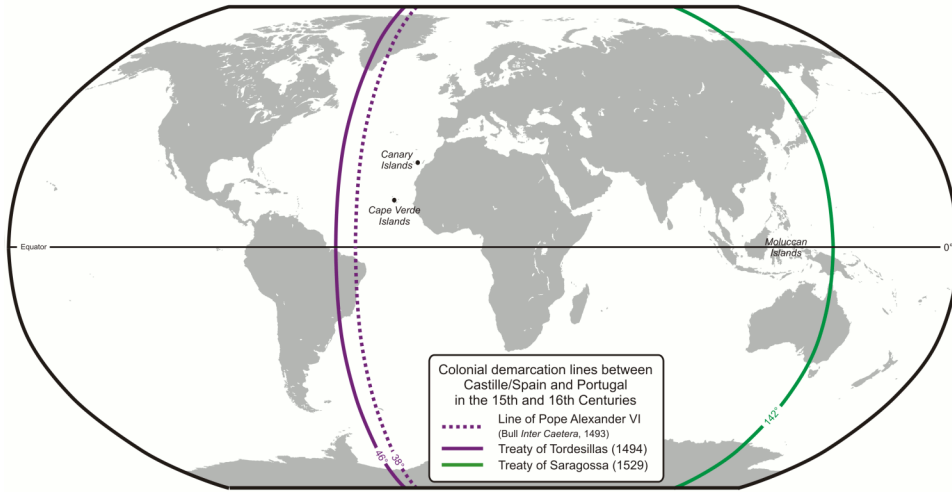 Canary
Islands
Cape Verde
Islands
Equator
Moluccan
Islands
0°
Colonial demarcation lines between
Castille/Spain and Portugal
in the 15th and 16th Centuries
Line of Pope Alexander VI
(Bull Inter Caetera, 1493)
Treaty of Tordesillas (1494)
Treaty of Saragossa (1529)
46°
38°
142°